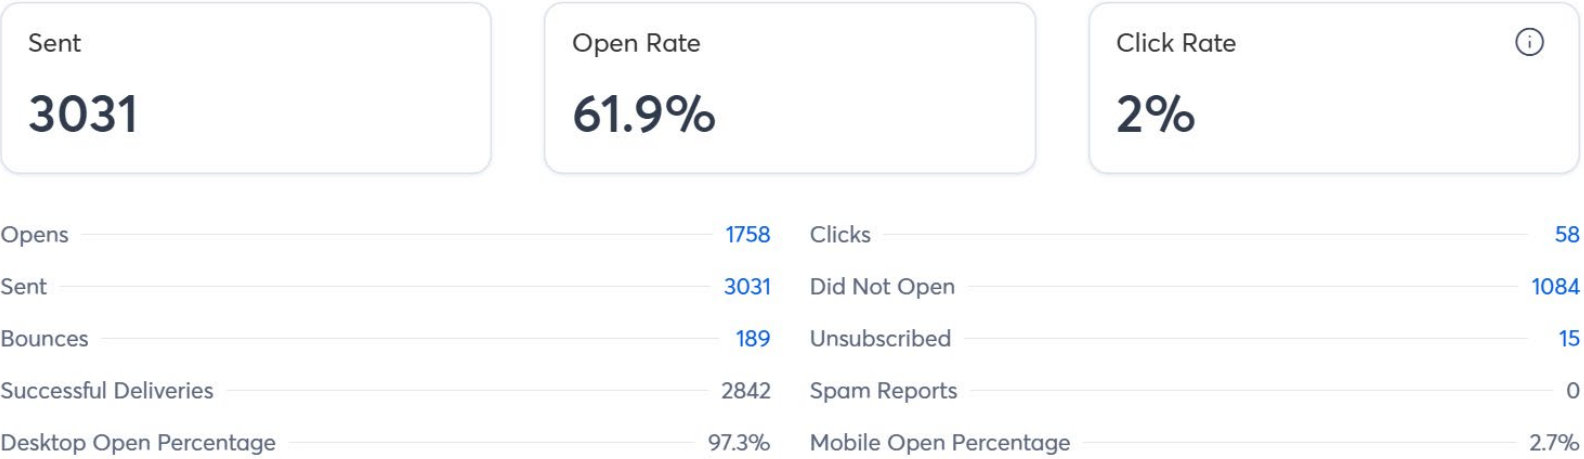 Sent
3031
Open Rate
61.9%
Click Rate
2%
Opens 1758
Sent 3031
Bounces 189
Successful Deliveries 2842
Desktop Open Percentage 97.3%
Clicks 58
Did Not Open 1084
Unsubscribed 15
Spam Reports 0
Mobile Open Percentage 2.7%